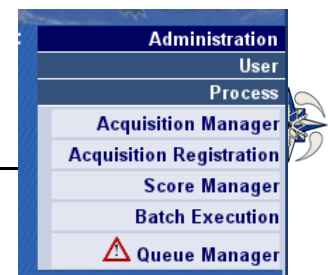 Administration
User
Process
Acquisition Manager
Acquisition Registration
Score Manager
Batch Execution
Queue Manager